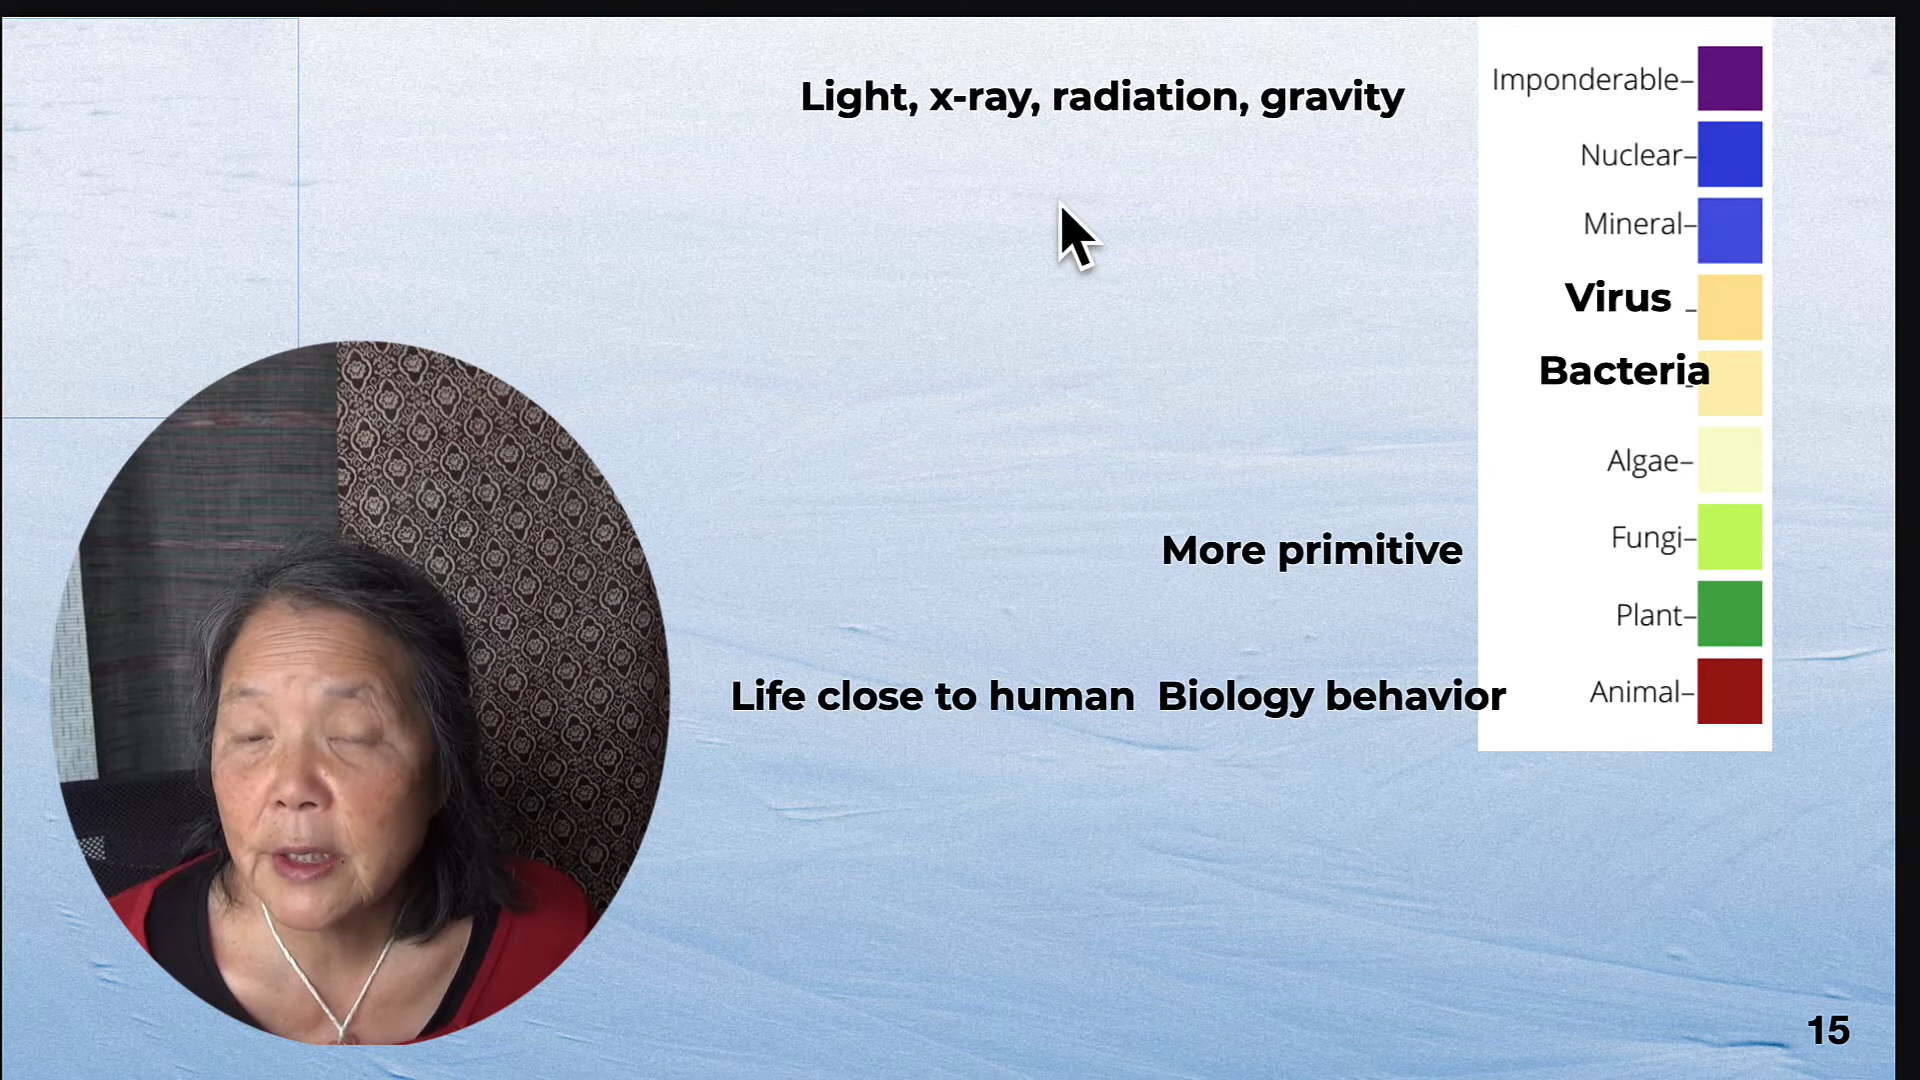 Light, x-ray, radiation, gravity
Imponderable–
Nuclear–
Mineral–
Virus –
Bacteria –
Algae–
More primitive
Fungi–
Plant–
Life close to human Biology behavior
Animal–
15